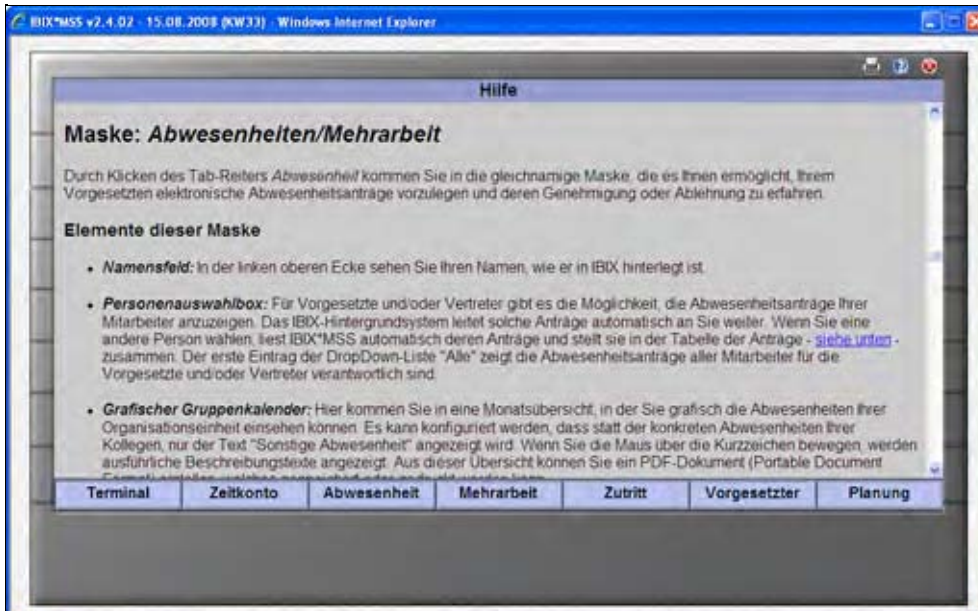 IBIX*MSS v2.4.02 - 15.08.2008 (KW33) - Windows Internet Explorer
Hilfe
Maske: Abwesenheiten/Mehrarbeit
Durch Klicken des Tab-Reiters Abwesenheit kommen Sie in die gleichnamige Maske, die es Ihnen ermöglicht, Ihrem
Vorgesetzten elektronische Abwesenheitsanträge vorzulegen und deren Genehmigung oder Ablehnung zu erfahren.
Elemente dieser Maske
• Namensfeld: In der linken oberen Ecke sehen Sie Ihren Namen, wie er in IBIX hinterlegt ist.
• Personenauswahlbox: Für Vorgesetzte und/oder Vertreter gibt es die Möglichkeit, die Abwesenheitsanträge Ihrer
Mitarbeiter anzuzeigen. Das IBIX-Hintergrundsystem leitet solche Anträge automatisch an Sie weiter. Wenn Sie eine
andere Person wählen, liest IBIX*MSS automatisch deren Anträge und stellt sie in der Tabelle der Anträge - siehe unten -
zusammen. Der erste Eintrag der DropDown-Liste "Alle" zeigt die Abwesenheitsanträge aller Mitarbeiter für die
Vorgesetzte und/oder Vertreter verantwortlich sind.
• Grafischer Gruppenkalender: Hier kommen Sie in eine Monatsübersicht, in der Sie grafisch die Abwesenheiten Ihrer
Organisationseinheit einsehen können. Es kann konfiguriert werden, dass statt der konkreten Abwesenheiten Ihrer
Kollegen, nur der Text "Sonstige Abwesenheit" angezeigt wird. Wenn Sie die Maus über die Kurzzeichen bewegen, werden
ausführliche Beschreibungstexte angezeigt. Aus dieser Übersicht können Sie ein PDF-Dokument (Portable Document
Terminal Zeitkonto Abwesenheit Mehrarbeit Zutritt Vorgesetzter Planung